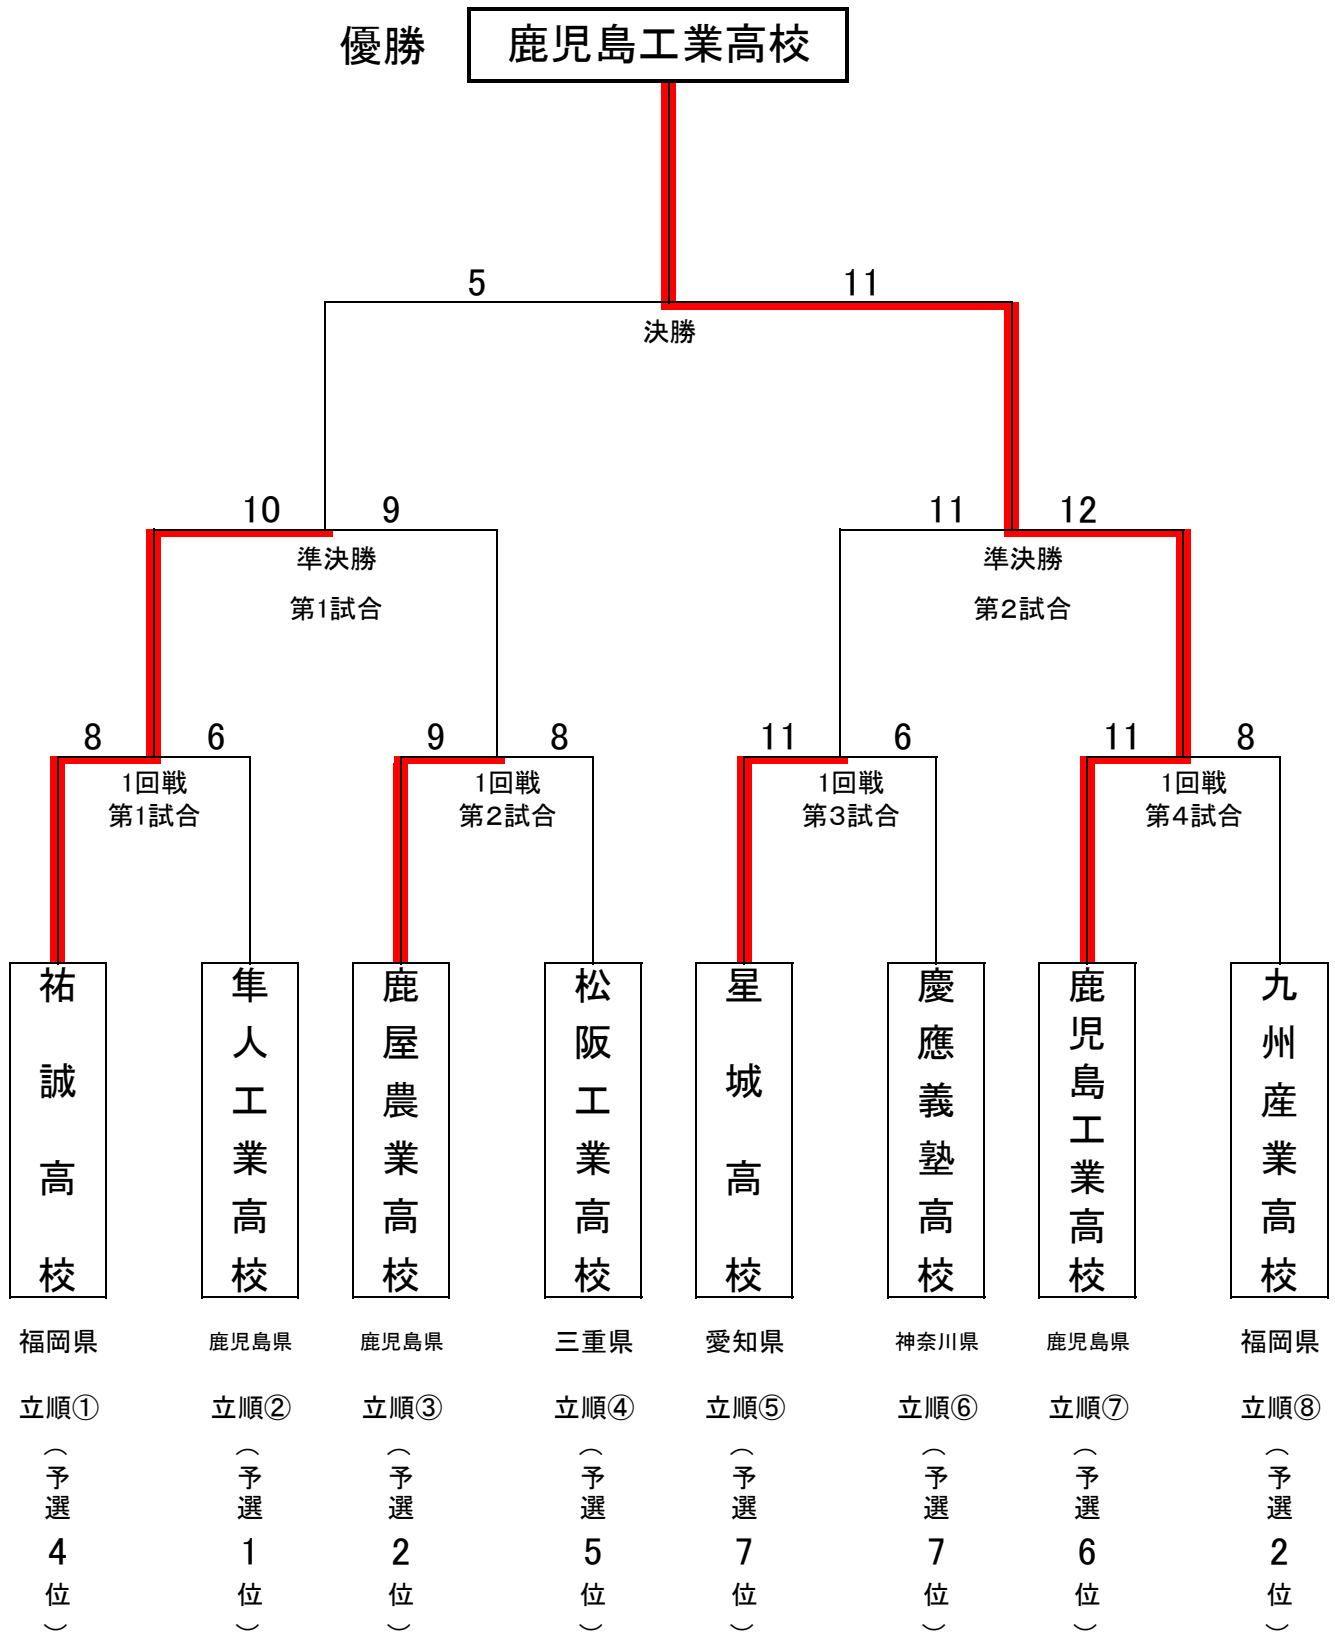 優勝 鹿児島工業高校
5 11
決勝
10 9 11 12
準決勝 準決勝
第1試合 第2試合
8 6 9 8 11 6 11 8
1回戦 1回戦 1回戦 1回戦
第1試合 第2試合 第3試合 第4試合
祐誠高校
隼人工業高校
鹿屋農業高校
松阪工業高校
星城高校
慶應義塾高校
鹿児島工業高校
九州産業高校
福岡県 鹿児島県 鹿児島県 三重県 愛知県 神奈川県 鹿児島県 福岡県
立順① 立順② 立順③ 立順④ 立順⑤ 立順⑥ 立順⑦ 立順⑧
（予選4位）
（予選1位）
（予選2位）
（予選5位）
（予選7位）
（予選7位）
（予選6位）
（予選2位）